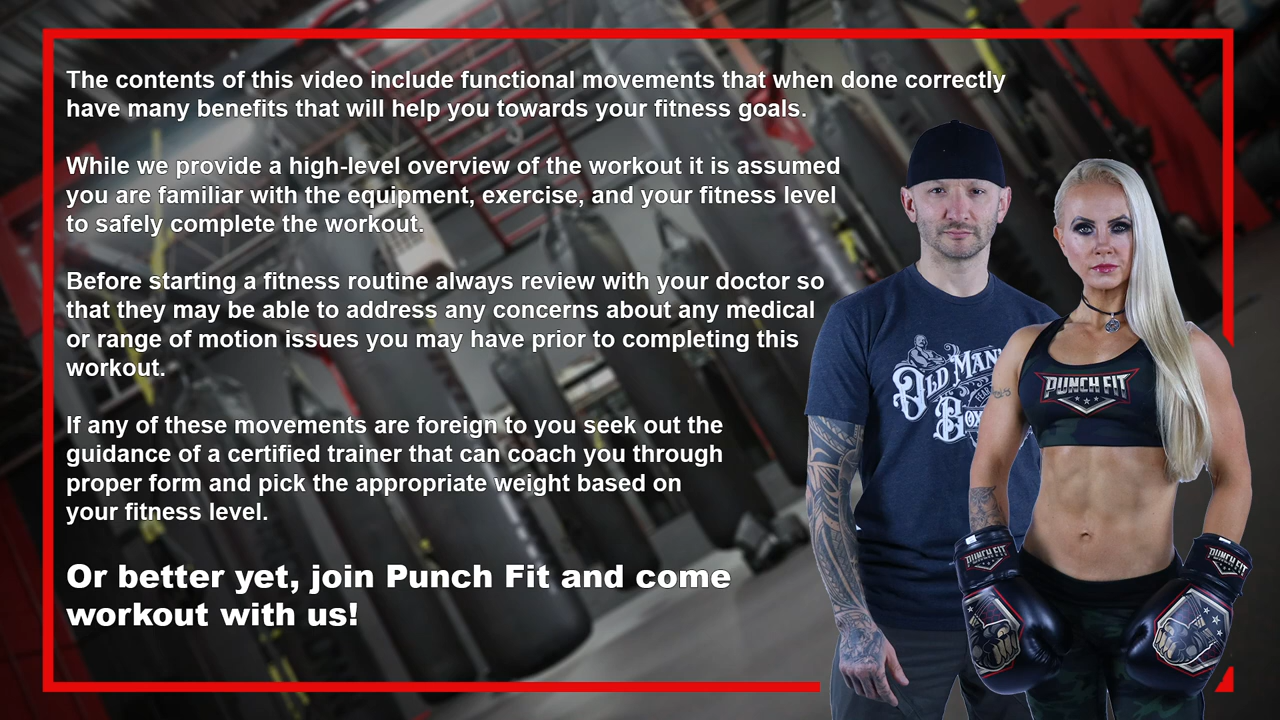 The contents of this video include functional movements that when done correctly
have many benefits that will help you towards your fitness goals.
While we provide a high-level overview of the workout it is assumed
you are familiar with the equipment, exercise, and your fitness level
to safely complete the workout.
Before starting a fitness routine always review with your doctor so
that they may be able to address any concerns about any medical
or range of motion issues you may have prior to completing this
workout.
If any of these movements are foreign to you seek out the
guidance of a certified trainer that can coach you through
proper form and pick the appropriate weight based on
your fitness level.
Or better yet, join Punch Fit and come
workout with us!
OLD MAN'
PUNCH FIT
PUNCH FIT
PUNCH FIT